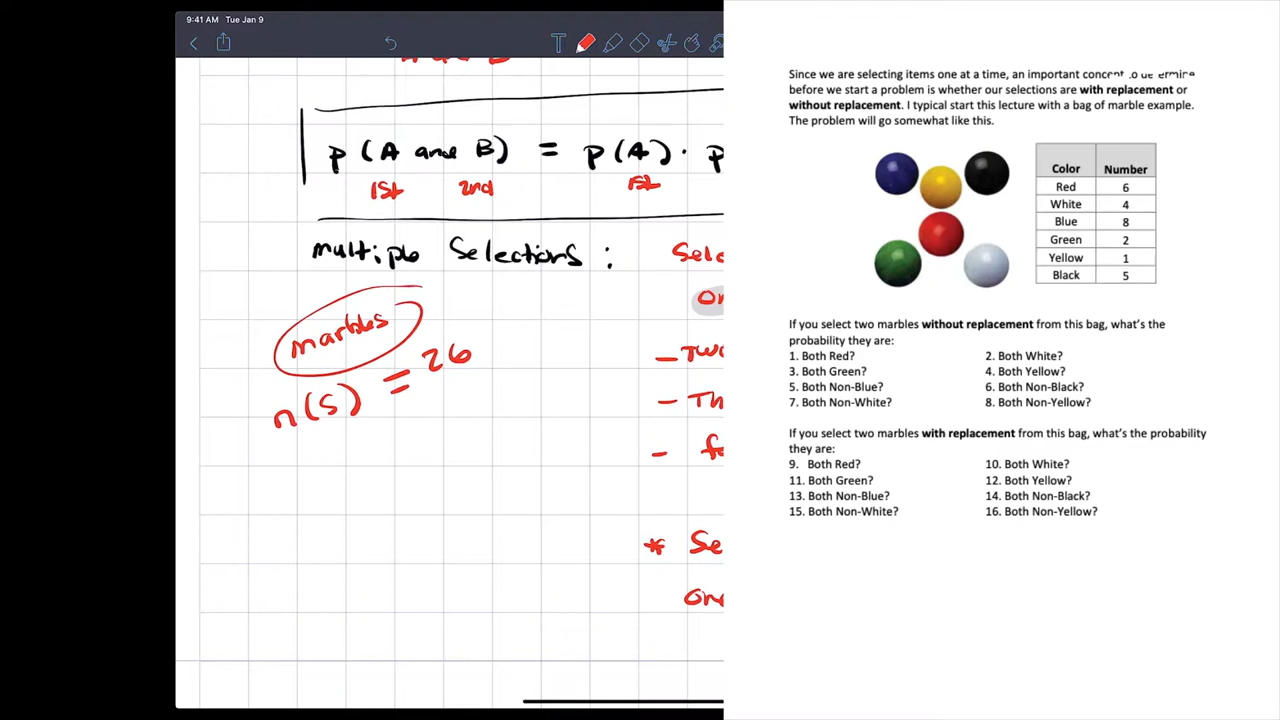 9:41 AM Tue Jan 9
T
p (A and B) = p(A) ·
1st 2nd 1st
multiple Selections :
marbles
n(S) = 26
Since we are selecting items one at a time, an important concept
before we start a problem is whether our selections are with replacement or
without replacement. I typical start this lecture with a bag of marble example.
The problem will go somewhat like this.
Color Number
Red 6
White 4
Blue 8
Green 2
Yellow 1
Black 5
If you select two marbles without replacement from this bag, what's the
probability they are:
1. Both Red? 2. Both White?
3. Both Green? 4. Both Yellow?
5. Both Non-Blue? 6. Both Non-Black?
7. Both Non-White? 8. Both Non-Yellow?
If you select two marbles with replacement from this bag, what's the probability
they are:
9. Both Red? 10. Both White?
11. Both Green? 12. Both Yellow?
13. Both Non-Blue? 14. Both Non-Black?
15. Both Non-White? 16. Both Non-Yellow?